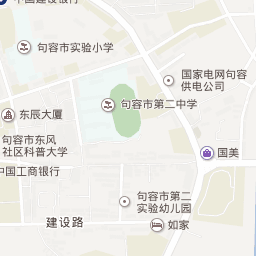 中国建设银行
句容市实验小学
国家电网句容
供电公司
句容市第二中学
东辰大厦
句容市东风
社区科普大学
国美
中国工商银行
句容市第二
实验幼儿园
建设路
如家